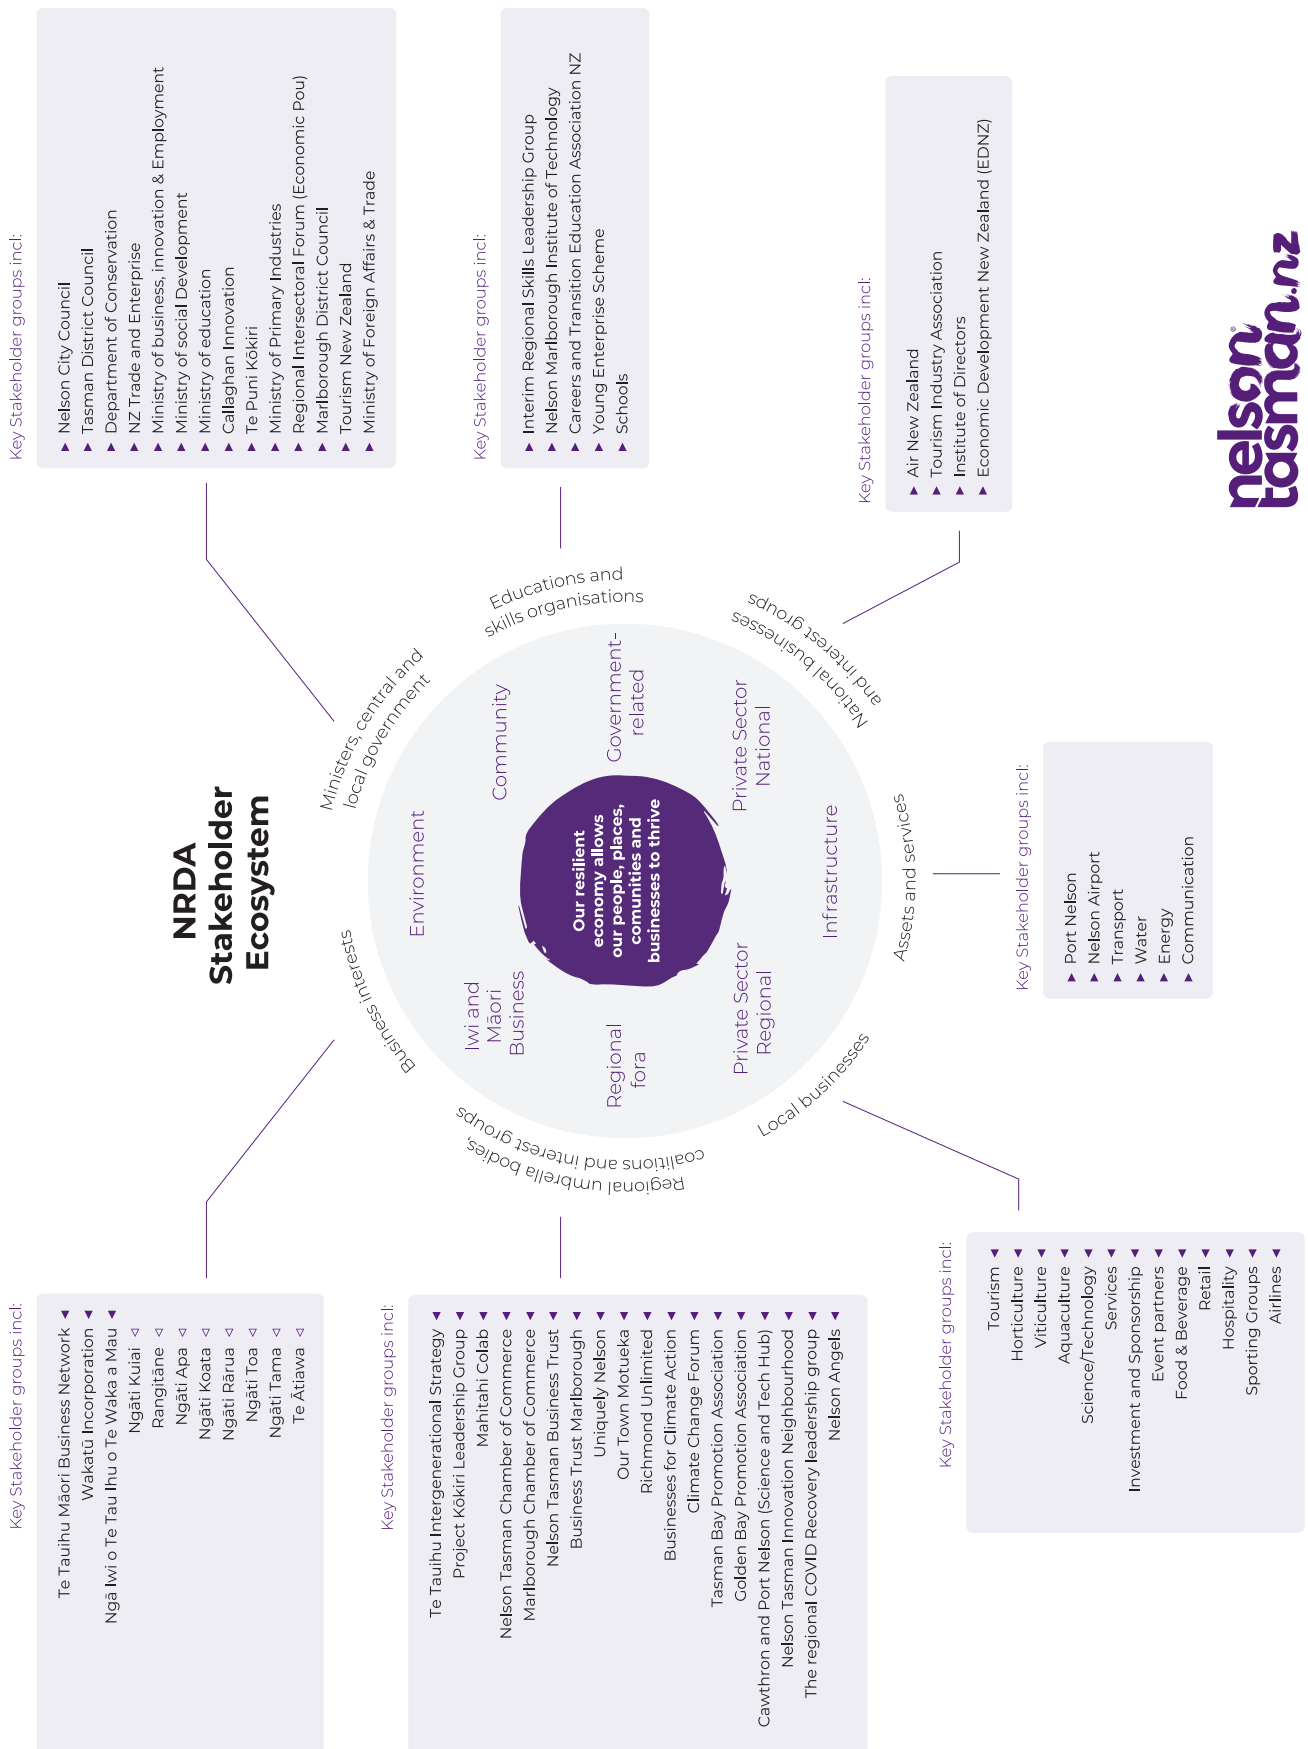 NRDA
Stakeholder
Ecosystem
Key Stakeholder groups incl:
Te Tauihu Māori Business Network
Wakatū Incorporation
Ngā Iwi o Te Tau Ihu o Te Waka a Mau
Ngāti Kuiai
Rangitāne
Ngāti Apa
Ngāti Koata
Ngāti Rārua
Ngāti Toa
Ngāti Tama
Te Ātiawa
Key Stakeholder groups incl:
Te Tauihu Intergenerational Strategy
Project Kōkiri Leadership Group
Mahitahi Colab
Nelson Tasman Chamber of Commerce
Marlborough Chamber of Commerce
Nelson Tasman Business Trust
Business Trust Marlborough
Uniquely Nelson
Our Town Motueka
Richmond Unlimited
Businesses for Climate Action
Climate Change Forum
Tasman Bay Promotion Association
Golden Bay Promotion Association
Cawthron and Port Nelson (Science and Tech Hub)
Nelson Tasman Innovation Neighbourhood
The regional COVID Recovery leadership group
Nelson Angels
Key Stakeholder groups incl:
Tourism
Horticulture
Viticulture
Aquaculture
Science/Technology
Services
Investment and Sponsorship
Event partners
Food & Beverage
Retail
Hospitality
Sporting Groups
Airlines
Business interests
Ministers, central and
local government
Educations and
skills organisations
National businesses
and interest groups
Assets and services
Local businesses
Regional umbrella bodies,
coalitions and interest groups
Environment
Community
Government-
related
Private Sector
National
Infrastructure
Private Sector
Regional
Regional
fora
Iwi and
Māori
Business
Our resilient
economy allows
our people, places,
comunities and
businesses to thrive
Key Stakeholder groups incl:
Port Nelson
Nelson Airport
Transport
Water
Energy
Communication
Key Stakeholder groups incl:
Nelson City Council
Tasman District Council
Department of Conservation
NZ Trade and Enterprise
Ministry of business, innovation & Employment
Ministry of social Development
Ministry of education
Callaghan Innovation
Te Puni Kōkiri
Ministry of Primary Industries
Regional Intersectoral Forum (Economic Pou)
Marlborough District Council
Tourism New Zealand
Ministry of Foreign Affairs & Trade
Key Stakeholder groups incl:
Interim Regional Skills Leadership Group
Nelson Marlborough Institute of Technology
Careers and Transition Education Association NZ
Young Enterprise Scheme
Schools
Key Stakeholder groups incl:
Air New Zealand
Tourism Industry Association
Institute of Directors
Economic Development New Zealand (EDNZ)
nelson
tasman.nz